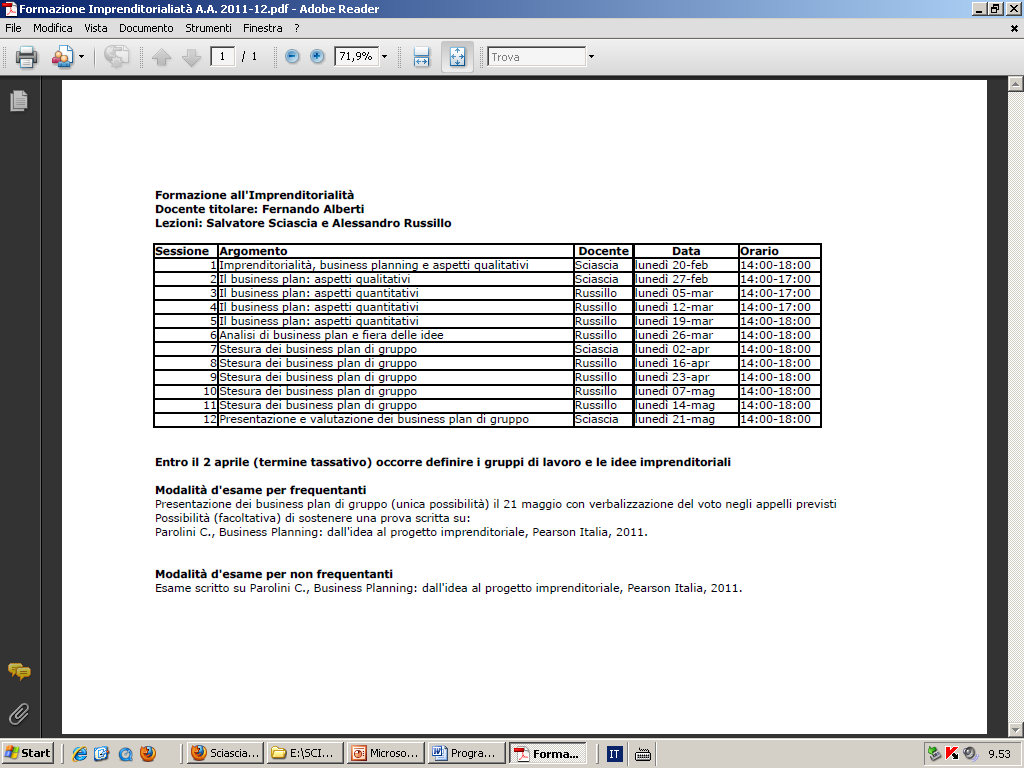 Formazione Imprenditorialiatà A.A. 2011-12.pdf - Adobe Reader
File Modifica Vista Documento Strumenti Finestra ?
1 / 1 71,9% Trova
Formazione all'Imprenditorialità
Docente titolare: Fernando Alberti
Lezioni: Salvatore Sciascia e Alessandro Russillo
Sessione Argomento Docente Data Orario
1 Imprenditorialità, business planning e aspetti qualitativi Sciascia lunedì 20-feb 14:00-18:00
2 Il business plan: aspetti qualitativi Sciascia lunedì 27-feb 14:00-17:00
3 Il business plan: aspetti quantitativi Russillo lunedì 05-mar 14:00-17:00
4 Il business plan: aspetti quantitativi Russillo lunedì 12-mar 14:00-17:00
5 Il business plan: aspetti quantitativi Russillo lunedì 19-mar 14:00-18:00
6 Analisi di business plan e fiera delle idee Russillo lunedì 26-mar 14:00-18:00
7 Stesura dei business plan di gruppo Sciascia lunedì 02-apr 14:00-18:00
8 Stesura dei business plan di gruppo Russillo lunedì 16-apr 14:00-18:00
9 Stesura dei business plan di gruppo Russillo lunedì 23-apr 14:00-18:00
10 Stesura dei business plan di gruppo Russillo lunedì 07-mag 14:00-18:00
11 Stesura dei business plan di gruppo Russillo lunedì 14-mag 14:00-18:00
12 Presentazione e valutazione dei business plan di gruppo Sciascia lunedì 21-mag 14:00-18:00
Entro il 2 aprile (termine tassativo) occorre definire i gruppi di lavoro e le idee imprenditoriali
Modalità d'esame per frequentanti
Presentazione dei business plan di gruppo (unica possibilità) il 21 maggio con verbalizzazione del voto negli appelli previsti
Possibilità (facoltativa) di sostenere una prova scritta su:
Parolini C., Business Planning: dall'idea al progetto imprenditoriale, Pearson Italia, 2011.
Modalità d'esame per non frequentanti
Esame scritto su Parolini C., Business Planning: dall'idea al progetto imprenditoriale, Pearson Italia, 2011.
Start Sciascia... E:\SCI... Microso... Progra... Forma... IT 9.53